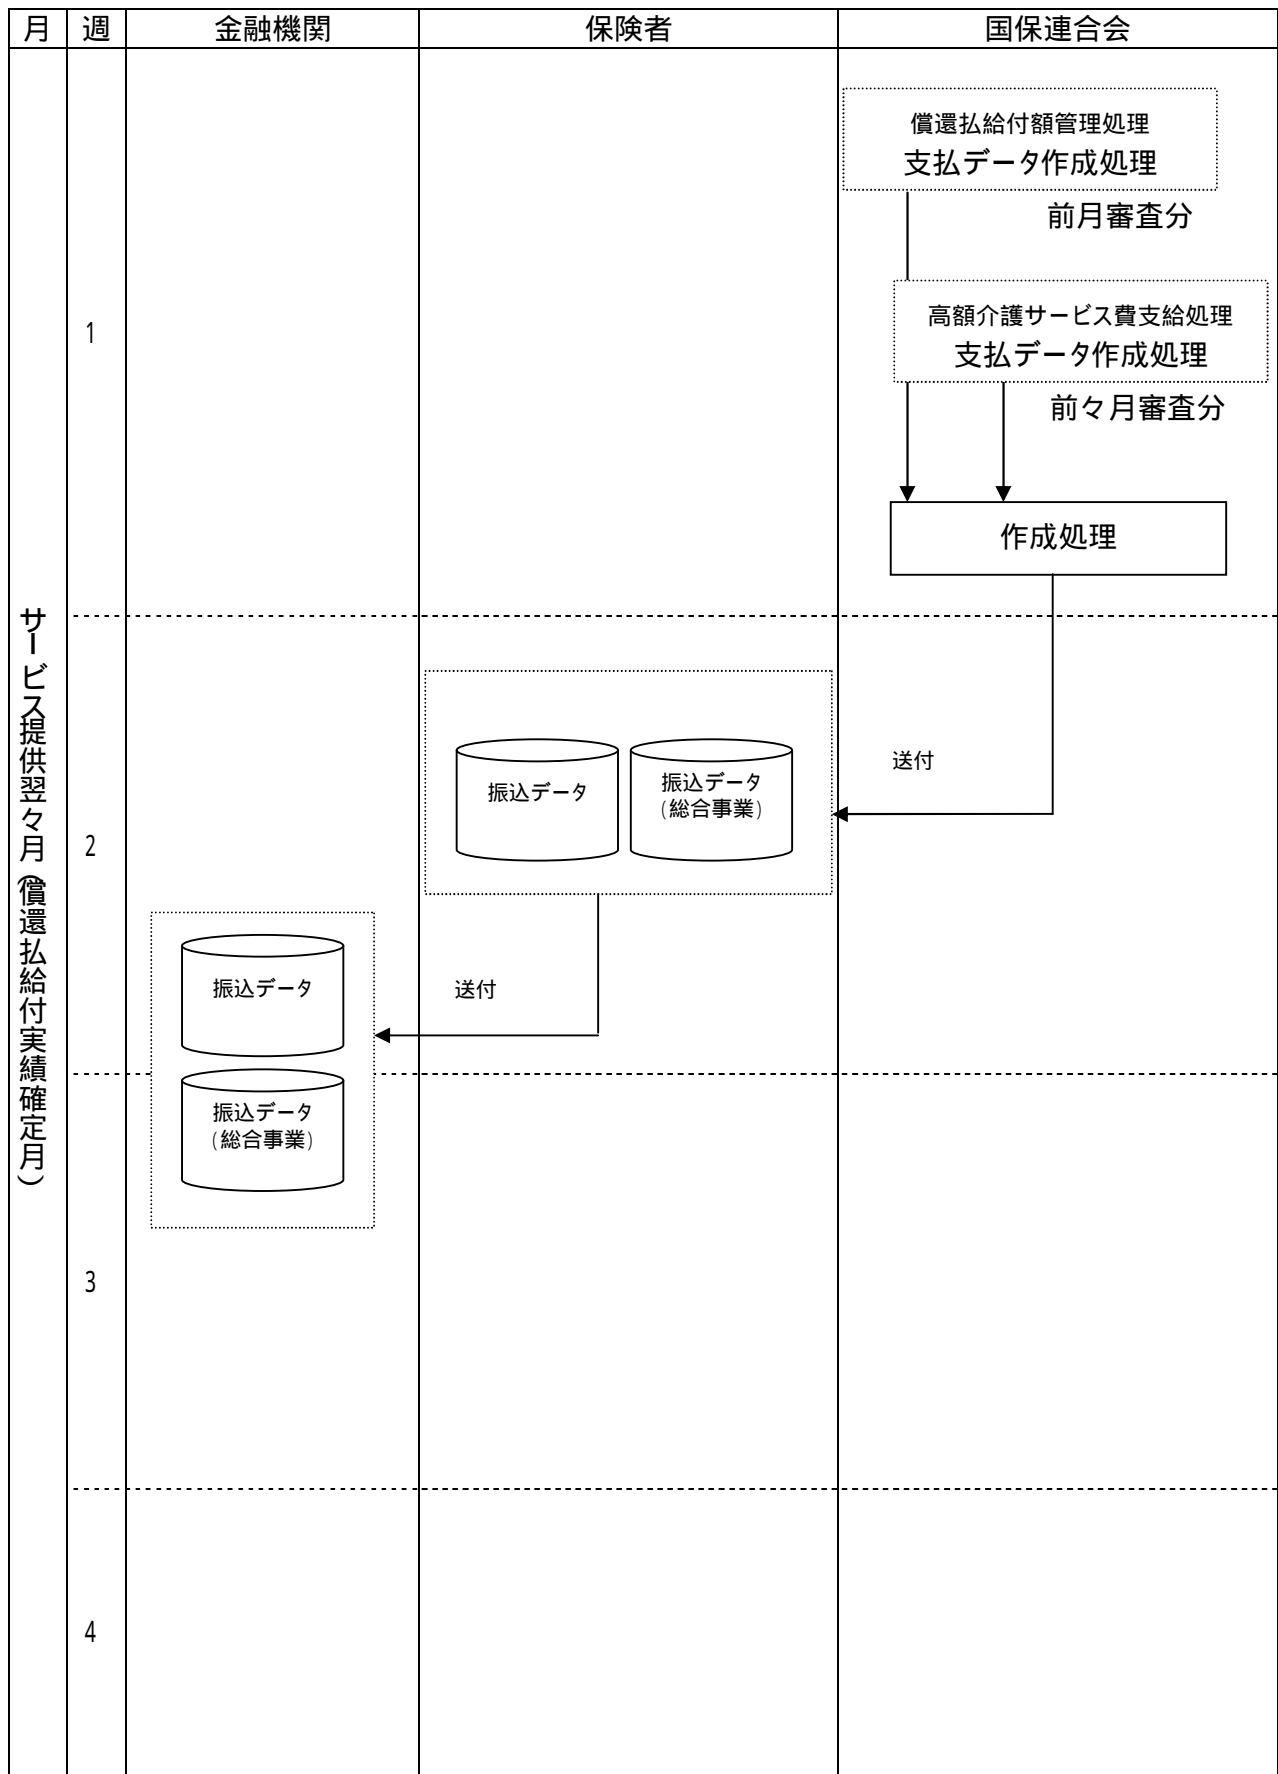 月 週 金融機関 保険者 国保連合会
償還払給付額管理処理
支払データ作成処理
前月審査分
高額介護サービス費支給処理
支払データ作成処理
前々月審査分
1
作成処理
サービス提供翌々月(償還払給付実績確定月)
送付
振込データ
振込データ
(総合事業)
2
振込データ
送付
振込データ
(総合事業)
3
4